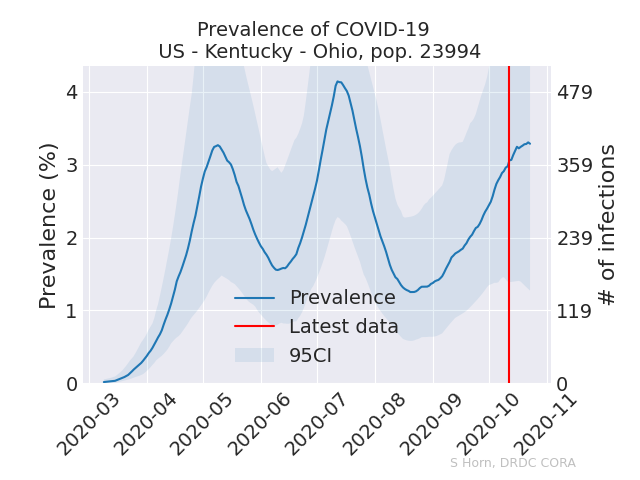 Prevalence of COVID-19
US - Kentucky - Ohio, pop. 23994
Prevalence (%)
4
3
2
1
0
479
359
239
119
0
# of infections
Prevalence
Latest data
95CI
2020-03
2020-04
2020-05
2020-06
2020-07
2020-08
2020-09
2020-10
2020-11
S Horn, DRDC CORA